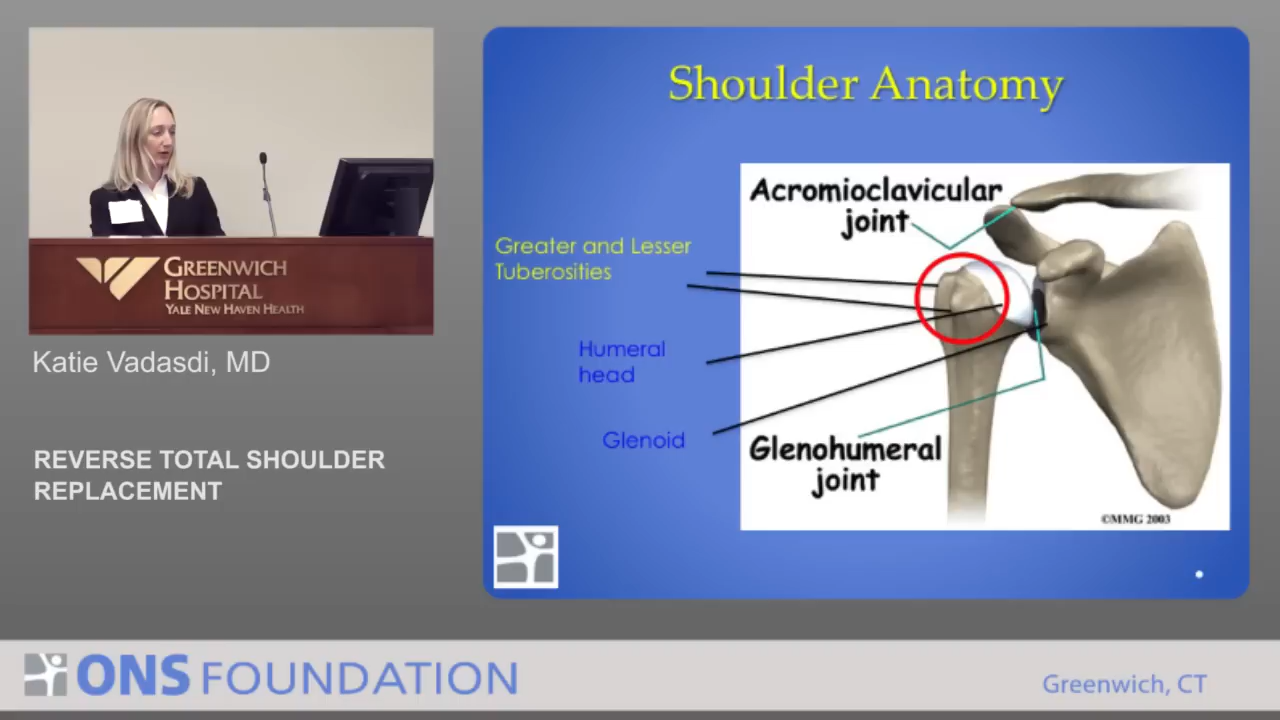 GREENWICH
HOSPITAL
YALE NEW HAVEN HEALTH
Katie Vadasdi, MD
REVERSE TOTAL SHOULDER
REPLACEMENT
Shoulder Anatomy
Acromioclavicular
joint
Greater and Lesser
Tuberosities
Humeral
head
Glenoid
Glenohumeral
joint
©MMG 2003
ONS FOUNDATION
Greenwich, CT